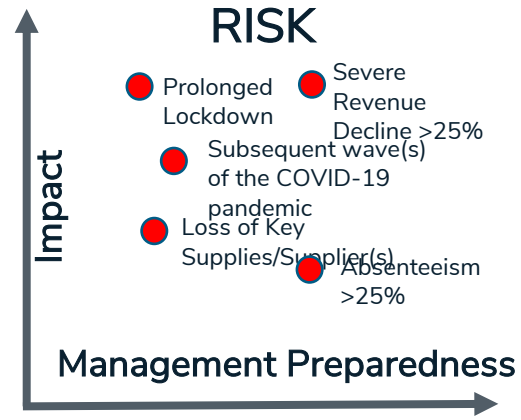 RISK
Prolonged
Lockdown
Severe
Revenue
Decline >25%
Subsequent wave(s)
of the COVID-19
pandemic
Loss of Key
Supplies/Supplier(s)
Absenteeism
>25%
Impact
Management Preparedness